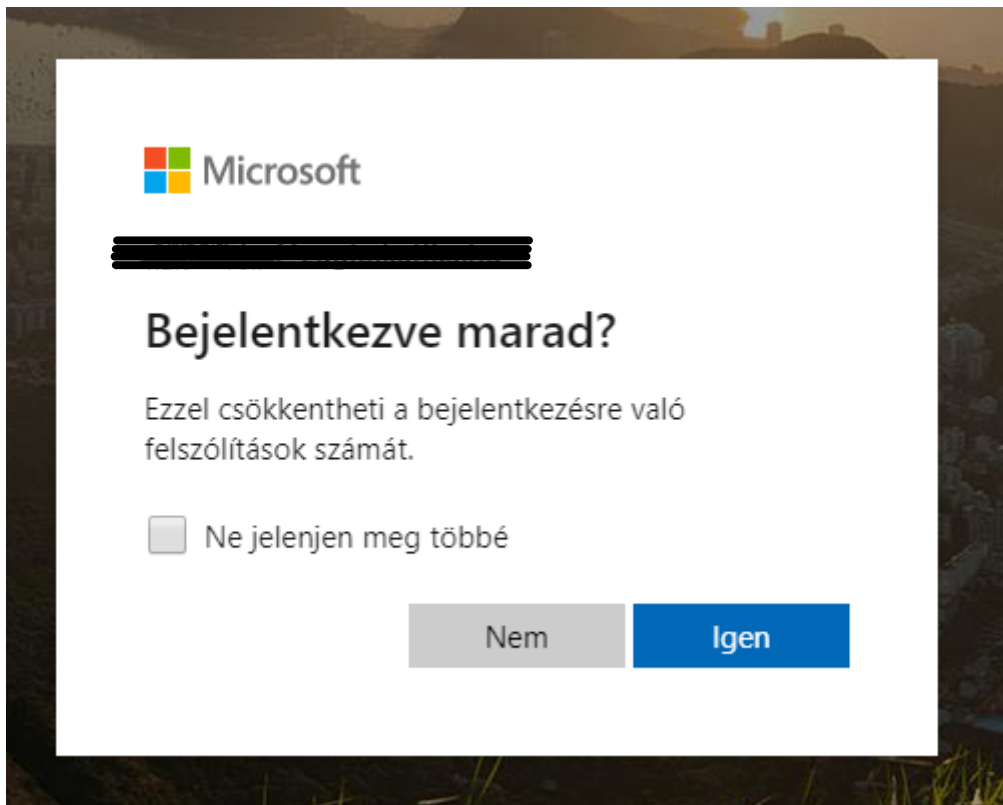 Microsoft
Bejelentkezve marad?
Ezzel csökkentheti a bejelentkezésre való
felszólítások számát.
Ne jelenjen meg többé
Nem
Igen